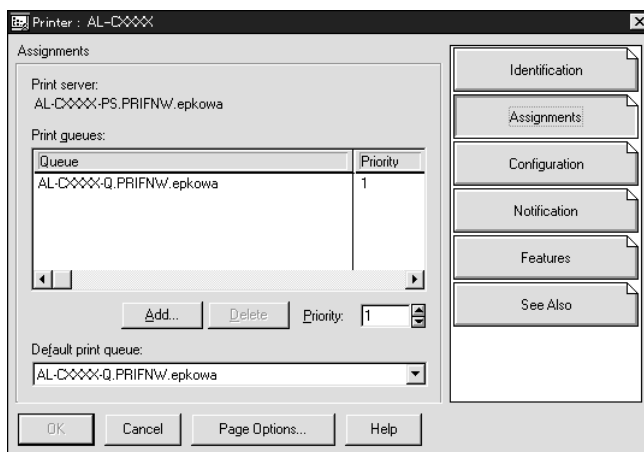 Printer : AL-CXXXX
Assignments
Print server:
AL-CXXXX-PS.PRIFNW.epkowa
Print queues:
Queue Priority
AL-CXXXX-Q.PRIFNW.epkowa 1
Add... Delete Priority: 1
Default print queue:
AL-CXXXX-Q.PRIFNW.epkowa
OK Cancel Page Options... Help
Identification
Assignments
Configuration
Notification
Features
See Also